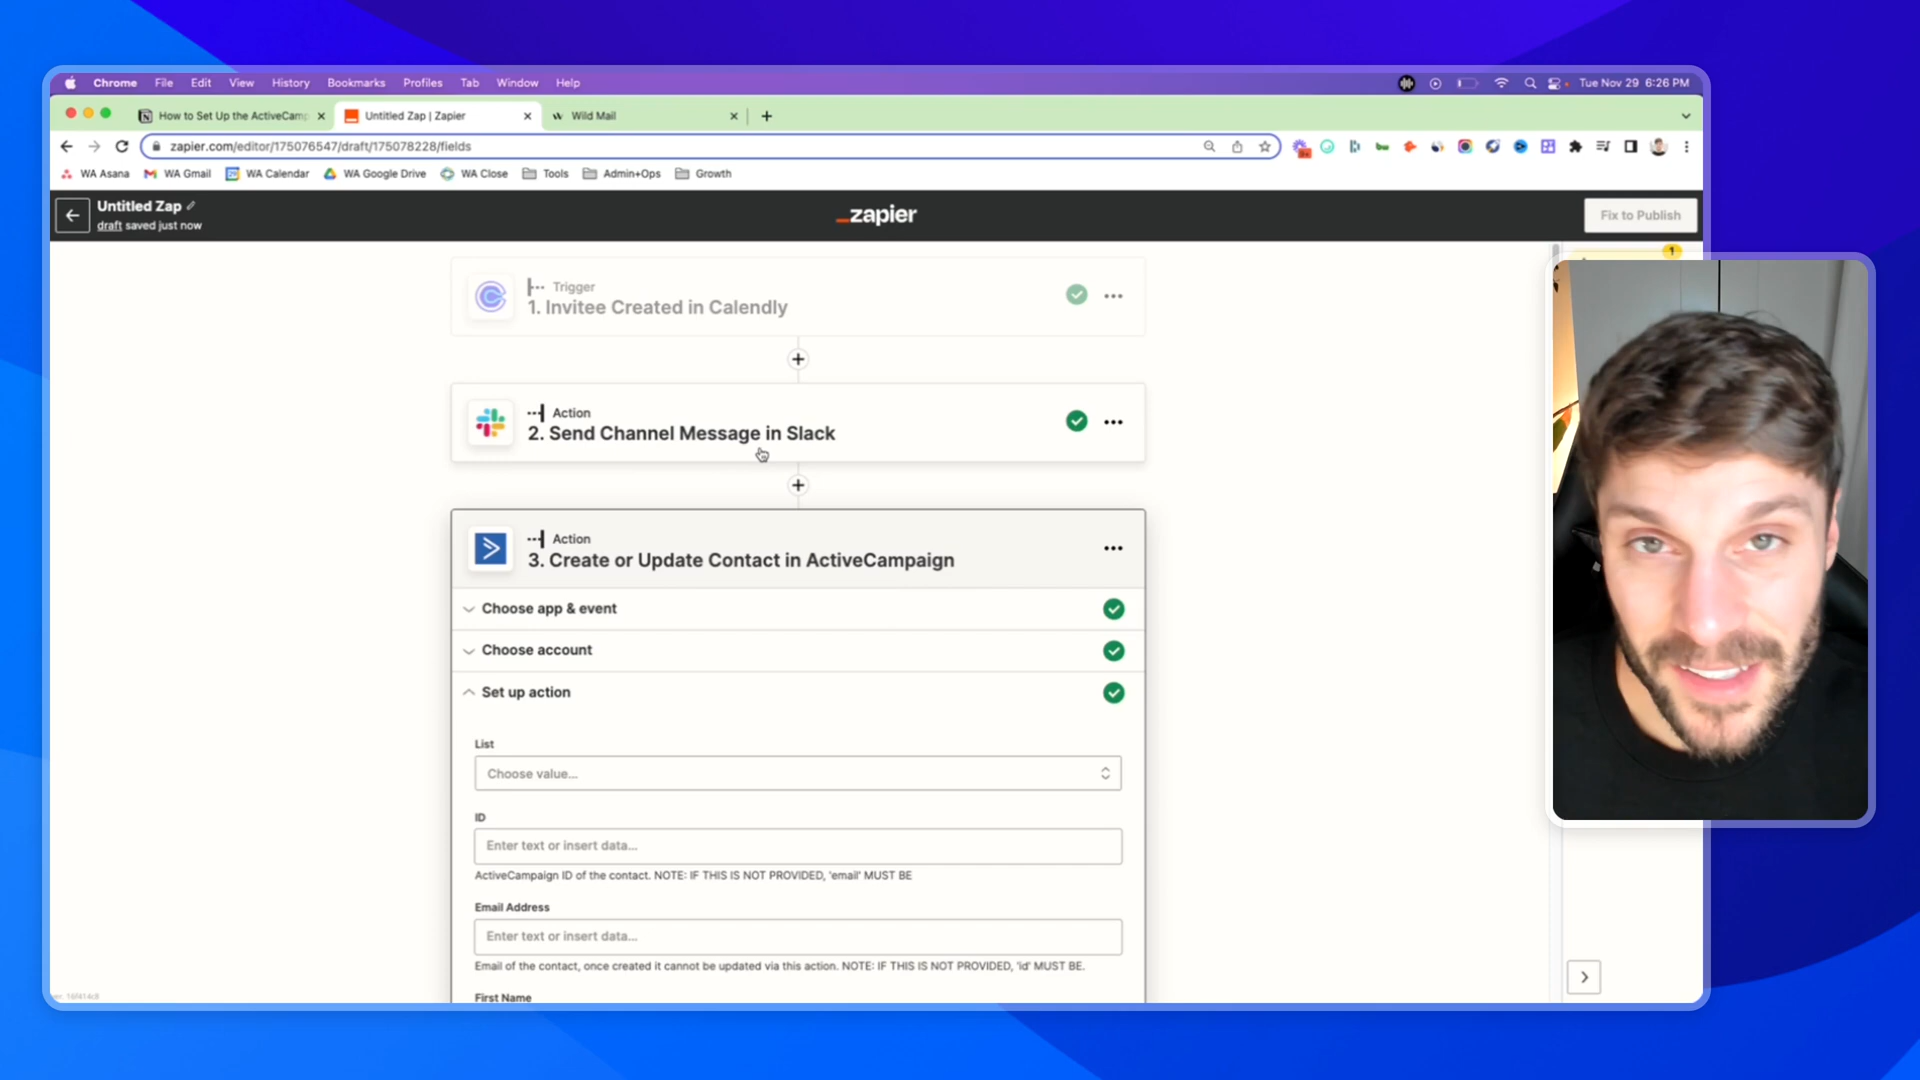 Chrome File Edit View History Bookmarks Profiles Tab Window Help Tue Nov 29 6:26 PM
How to Set Up the ActiveCamp Untitled Zap | Zapier Wild Mail
zapier.com/editor/175076547/draft/175078228/fields
WA Asana WA Gmail WA Calendar WA Google Drive WA Close Tools Admin+Ops Growth
Untitled Zap
draft saved just now
_zapier
Fix to Publish
1
Trigger
1. Invitee Created in Calendly
Action
2. Send Channel Message in Slack
Action
3. Create or Update Contact in ActiveCampaign
Choose app & event
Choose account
Set up action
List
Choose value...
ID
Enter text or insert data...
ActiveCampaign ID of the contact. NOTE: IF THIS IS NOT PROVIDED, 'email' MUST BE
Email Address
Enter text or insert data...
Email of the contact, once created it cannot be updated via this action. NOTE: IF THIS IS NOT PROVIDED, 'id' MUST BE.
First Name